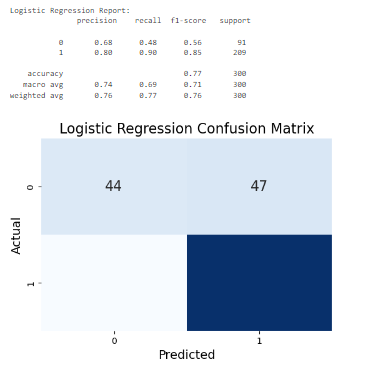 Logistic Regression Report:
precision recall f1-score support
0 0.68 0.48 0.56 91
1 0.80 0.90 0.85 209
accuracy 0.77 300
macro avg 0.74 0.69 0.71 300
weighted avg 0.76 0.77 0.76 300
Logistic Regression Confusion Matrix
0
44 47
Actual
1
0 1
Predicted